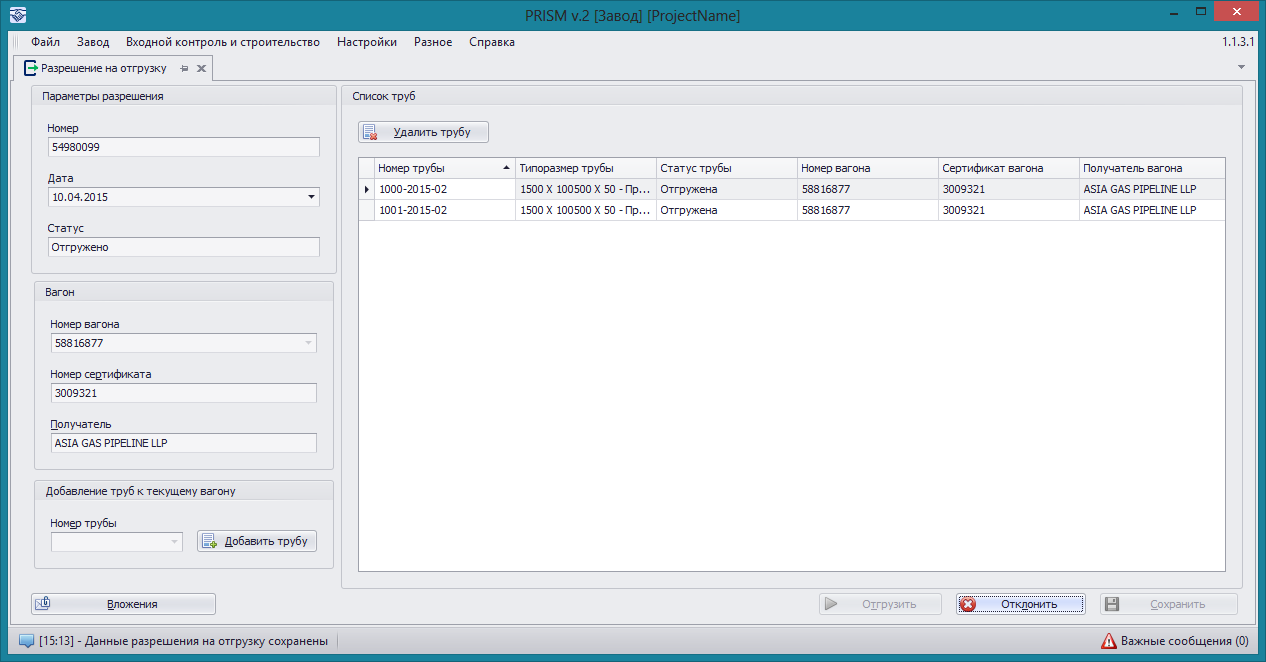 PRISM v.2 [Завод] [ProjectName]
Файл Завод Входной контроль и строительство Настройки Разное Справка 1.1.3.1
Разрешение на отгрузку
Параметры разрешения
Номер
54980099
Дата
10.04.2015
Статус
Отгружено
Вагон
Номер вагона
58816877
Номер сертификата
3009321
Получатель
ASIA GAS PIPELINE LLP
Добавление труб к текущему вагону
Номер трубы
Добавить трубу
Вложения
Список труб
Удалить трубу
Номер трубы Типоразмер трубы Статус трубы Номер вагона Сертификат вагона Получатель вагона
1000-2015-02 1500 X 100500 X 50 - Пр... Отгружена 58816877 3009321 ASIA GAS PIPELINE LLP
1001-2015-02 1500 X 100500 X 50 - Пр... Отгружена 58816877 3009321 ASIA GAS PIPELINE LLP
Отгрузить Отклонить Сохранить
[15:13] - Данные разрешения на отгрузку сохранены Важные сообщения (0)